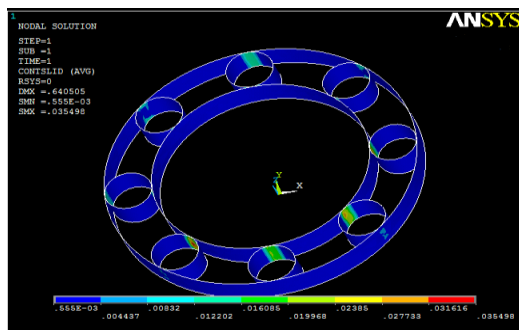 1
NODAL SOLUTION
ANSYS
STEP=1
SUB =1
TIME=1
CONTSLID (AVG)
RSYS=0
DMX =.640505
SMN =.555E-03
SMX =.035498
Y
X
.555E-03 .00832 .016085 .02385 .031616
.004437 .012202 .019968 .027733 .035498